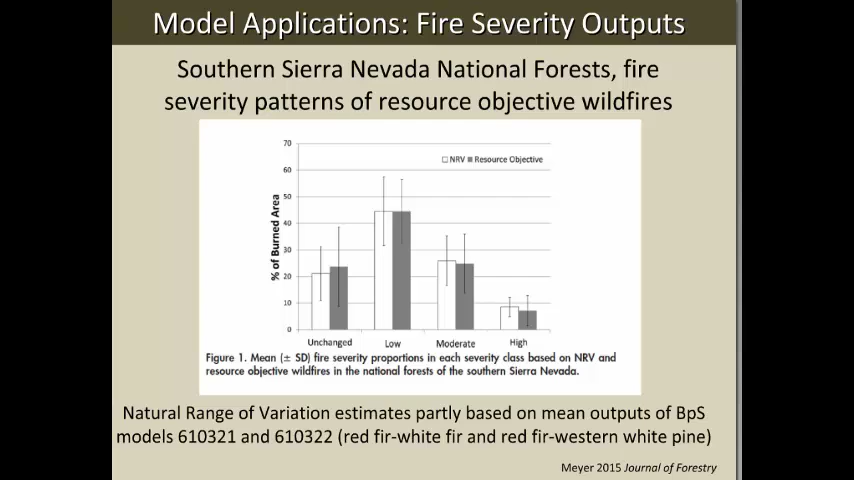 Model Applications: Fire Severity Outputs
Southern Sierra Nevada National Forests, fire
severity patterns of resource objective wildfires
70
60
50
40
30
20
10
0
% of Burned Area
NRV Resource Objective
Unchanged Low Moderate High
Figure 1. Mean (± SD) fire severity proportions in each severity class based on NRV and
resource objective wildfires in the national forests of the southern Sierra Nevada.
Natural Range of Variation estimates partly based on mean outputs of BpS
models 610321 and 610322 (red fir-white fir and red fir-western white pine)
Meyer 2015 Journal of Forestry